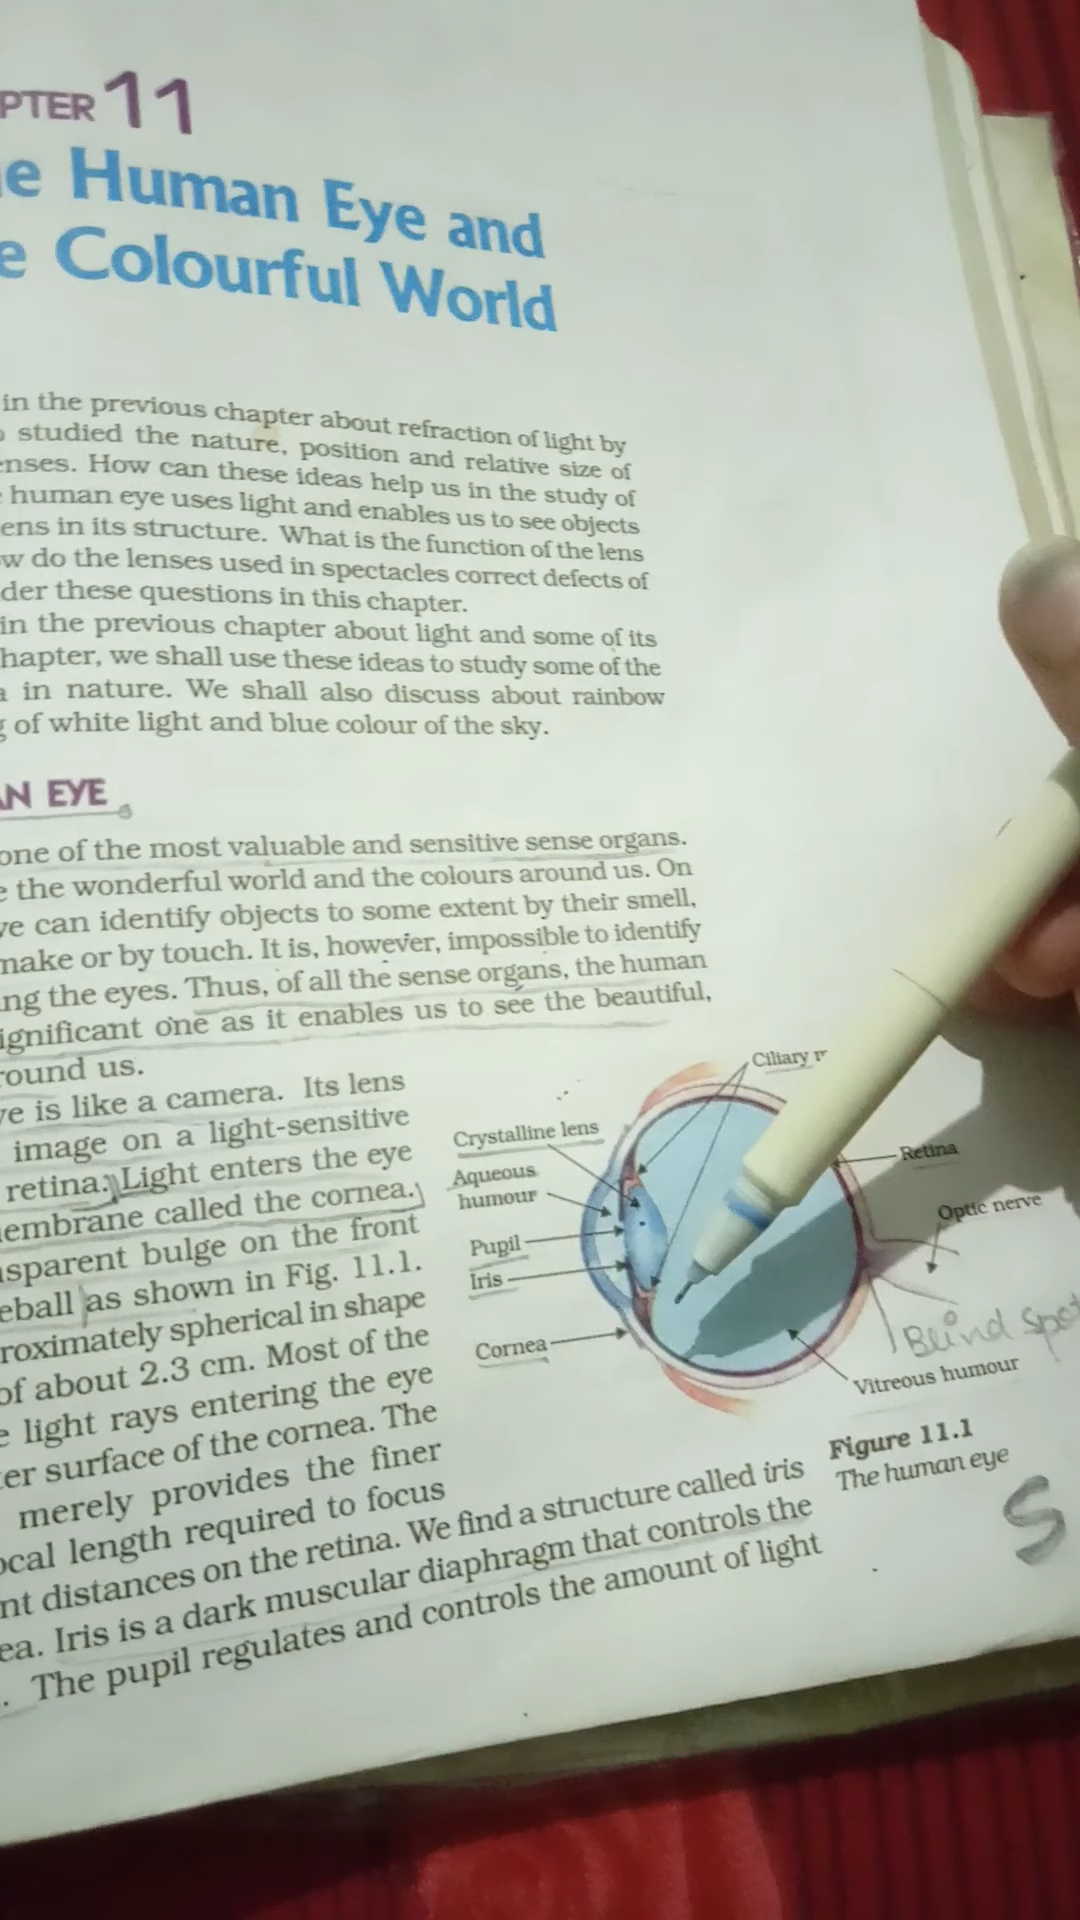 PTER 11
e Human Eye and
e Colourful World
in the previous chapter about refraction of light by
studied the nature, position and relative size of
enses. How can these ideas help us in the study of
human eye uses light and enables us to see objects
ens in its structure. What is the function of the lens
w do the lenses used in spectacles correct defects of
der these questions in this chapter.
in the previous chapter about light and some of its
hapter, we shall use these ideas to study some of the
in nature. We shall also discuss about rainbow
of white light and blue colour of the sky.
AN EYE
one of the most valuable and sensitive sense organs.
e the wonderful world and the colours around us. On
ve can identify objects to some extent by their smell,
make or by touch. It is, however, impossible to identify
ing the eyes. Thus, of all the sense organs, the human
ignificant one as it enables us to see the beautiful,
round us.
ye is like a camera. Its lens
image on a light-sensitive
retina. Light enters the eye
embrane called the cornea.
nsparent bulge on the front
eball as shown in Fig. 11.1.
roximately spherical in shape
of about 2.3 cm. Most of the
e light rays entering the eye
ter surface of the cornea. The
merely provides the finer
ocal length required to focus
nt distances on the retina. We find a structure called iris
ea. Iris is a dark muscular diaphragm that controls the
. The pupil regulates and controls the amount of light
Ciliary
Crystalline lens
Aqueous
humour
Pupil
Iris
Cornea
Retina
Optic nerve
Blind Spot
Vitreous humour
Figure 11.1
The human eye
S